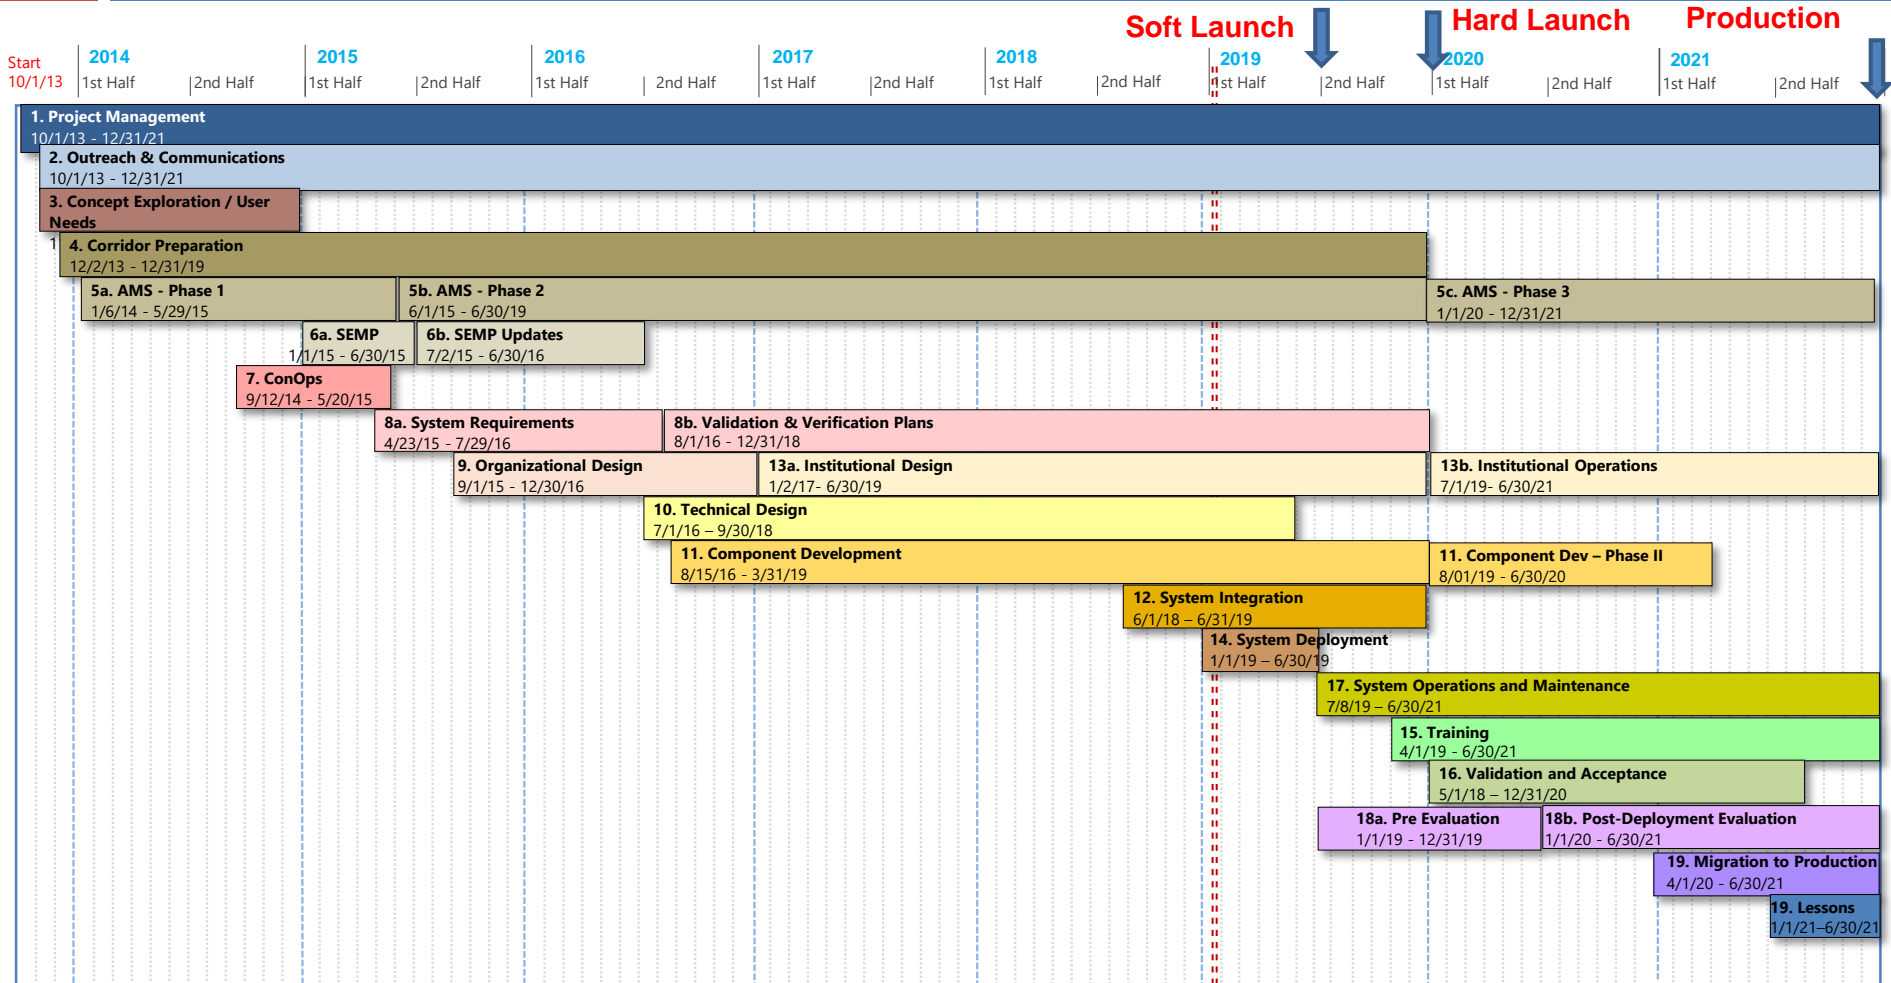 Soft Launch
Hard Launch
Production
Start
10/1/13
2014
2015
2016
2017
2018
2019
2020
2021
1st Half
2nd Half
1st Half
2nd Half
1st Half
2nd Half
1st Half
2nd Half
1st Half
2nd Half
1st Half
2nd Half
1st Half
2nd Half
1st Half
2nd Half
1. Project Management
10/1/13 - 12/31/21
2. Outreach & Communications
10/1/13 - 12/31/21
3. Concept Exploration / User
Needs
1
4. Corridor Preparation
12/2/13 - 12/31/19
5a. AMS - Phase 1
1/6/14 - 5/29/15
5b. AMS - Phase 2
6/1/15 - 6/30/19
5c. AMS - Phase 3
1/1/20 - 12/31/21
6a. SEMP
1/1/15 - 6/30/15
6b. SEMP Updates
7/2/15 - 6/30/16
7. ConOps
9/12/14 - 5/20/15
8a. System Requirements
4/23/15 - 7/29/16
8b. Validation & Verification Plans
8/1/16 - 12/31/18
9. Organizational Design
9/1/15 - 12/30/16
13a. Institutional Design
1/2/17- 6/30/19
13b. Institutional Operations
7/1/19- 6/30/21
10. Technical Design
7/1/16 – 9/30/18
11. Component Development
8/15/16 - 3/31/19
11. Component Dev – Phase II
8/01/19 - 6/30/20
12. System Integration
6/1/18 – 6/31/19
14. System Deployment
1/1/19 – 6/30/19
17. System Operations and Maintenance
7/8/19 – 6/30/21
15. Training
4/1/19 - 6/30/21
16. Validation and Acceptance
5/1/18 – 12/31/20
18a. Pre Evaluation
1/1/19 - 12/31/19
18b. Post-Deployment Evaluation
1/1/20 - 6/30/21
19. Migration to Production
4/1/20 - 6/30/21
19. Lessons
1/1/21–6/30/21